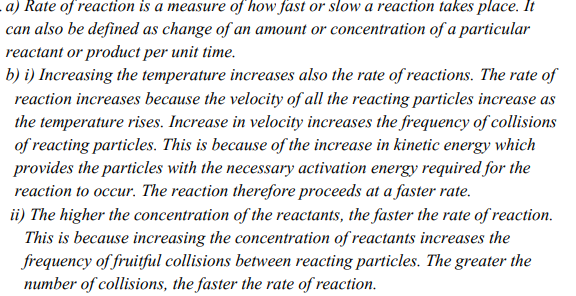 . a) Rate of reaction is a measure of how fast or slow a reaction takes place. It
can also be defined as change of an amount or concentration of a particular
reactant or product per unit time.
b) i) Increasing the temperature increases also the rate of reactions. The rate of
reaction increases because the velocity of all the reacting particles increase as
the temperature rises. Increase in velocity increases the frequency of collisions
of reacting particles. This is because of the increase in kinetic energy which
provides the particles with the necessary activation energy required for the
reaction to occur. The reaction therefore proceeds at a faster rate.
ii) The higher the concentration of the reactants, the faster the rate of reaction.
This is because increasing the concentration of reactants increases the
frequency of fruitful collisions between reacting particles. The greater the
number of collisions, the faster the rate of reaction.